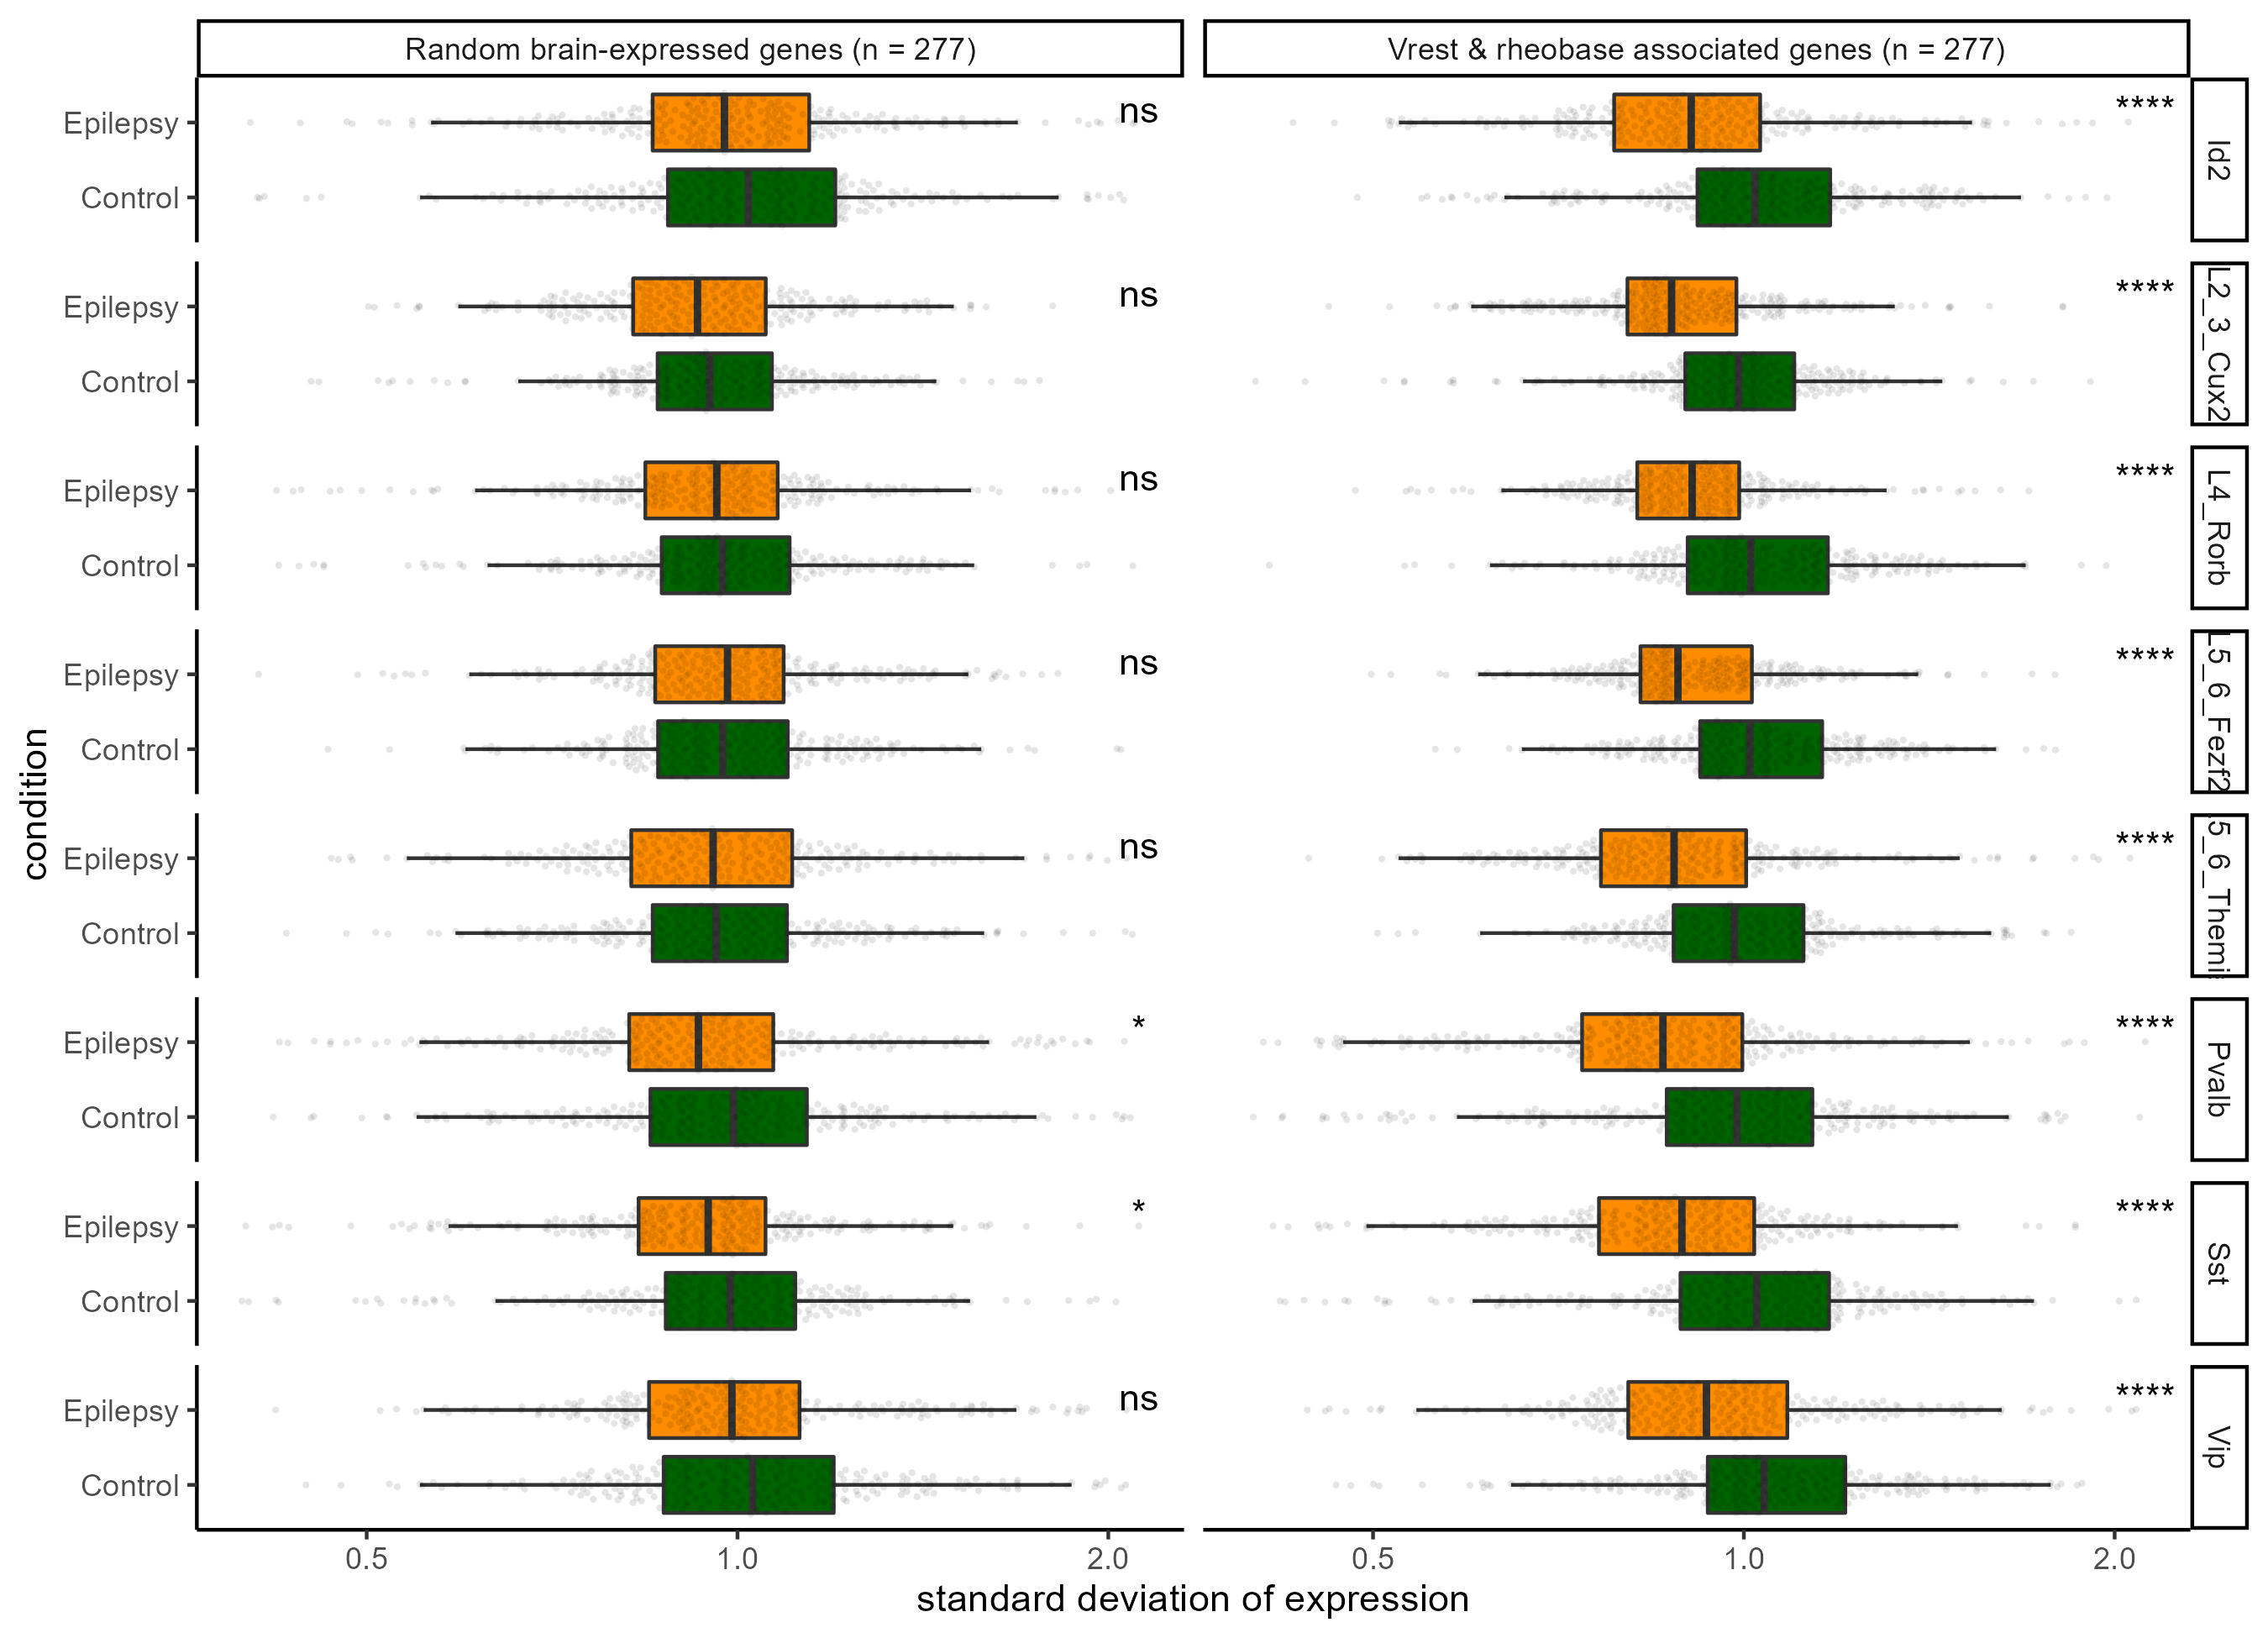 Random brain-expressed genes (n = 277)
Vrest & rheobase associated genes (n = 277)
Epilepsy
ns
****
Id2
Control
Epilepsy
ns
****
L2_3_Cux2
Control
Epilepsy
ns
****
L4_Rorb
Control
Epilepsy
ns
****
L5_6_Fezf2
Control
Epilepsy
ns
****
5_6_Themi
Control
Epilepsy
*
****
Pvalb
Control
Epilepsy
*
****
Sst
Control
Epilepsy
ns
****
Vip
Control
condition
0.5
1.0
2.0
0.5
1.0
2.0
standard deviation of expression